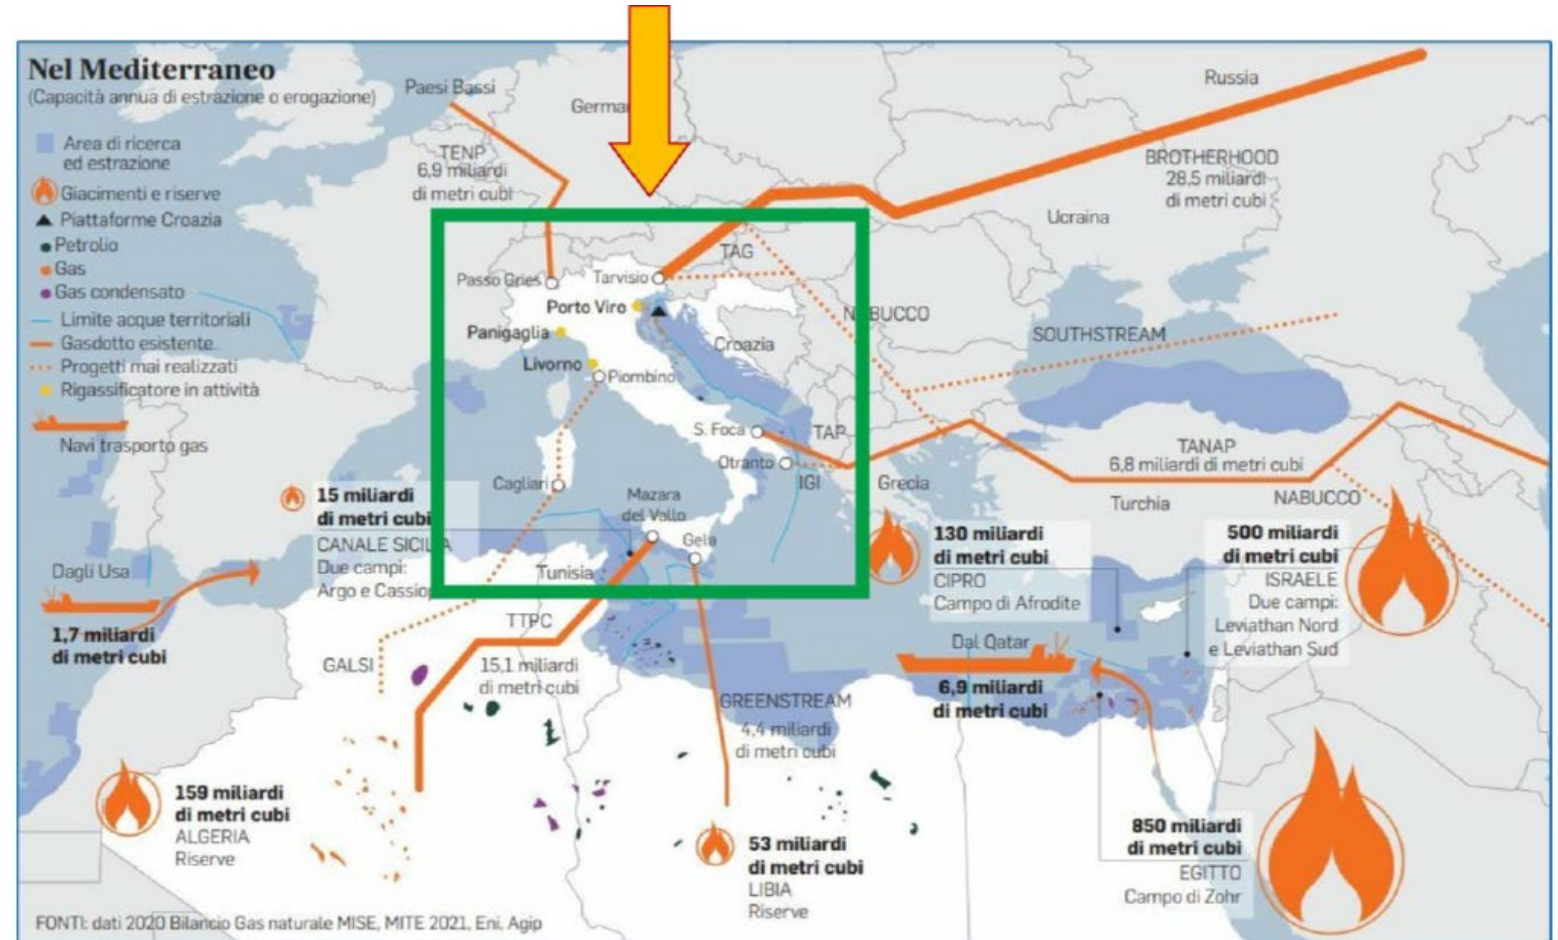 Nel Mediterraneo
(Capacità annua di estrazione o erogazione)
Area di ricerca
ed estrazione
Giacimenti e riserve
Piattaforme Croazia
Petrolio
Gas
Gas condensato
Limite acque territoriali
Gasdotto esistente
Progetti mai realizzati
Rigassificatore in attività
Navi trasporto gas
Paesi Bassi
Germa
Russia
TENP
6,9 miliardi
di metri cubi
BROTHERHOOD
28,5 miliardi
di metri cubi
Ucraina
TAG
Passo Gries
Tarvisio
Porto Viro
Panigaglia
Livorno
Piombino
Croazia
NABUCCO
SOUTHSTREAM
S. Foca
TAP
Otranto
IGI
Grecia
TANAP
6,8 miliardi di metri cubi
Turchia
NABUCCO
Cagliari
Mazara
del Vallo
Gela
Tunisia
15 miliardi
di metri cubi
CANALE SICILIA
Due campi:
Argo e Cassiop
130 miliardi
di metri cubi
CIPRO
Campo di Afrodite
500 miliardi
di metri cubi
ISRAELE
Due campi:
Leviathan Nord
e Leviathan Sud
Dagli Usa
1,7 miliardi
di metri cubi
TTPC
15,1 miliardi
di metri cubi
GALSI
Dal Qatar
6,9 miliardi
di metri cubi
GREENSTREAM
4,4 miliardi
di metri cubi
159 miliardi
di metri cubi
ALGERIA
Riserve
53 miliardi
di metri cubi
LIBIA
Riserve
850 miliardi
di metri cubi
EGITTO
Campo di Zohr
FONTI: dati 2020 Bilancio Gas naturale MISE, MITE 2021, Eni, Agip